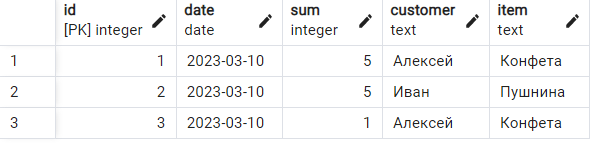 id date sum customer item
[PK] integer date integer text text
1 1 2023-03-10 5 Алексей Конфета
2 2 2023-03-10 5 Иван Пушнина
3 3 2023-03-10 1 Алексей Конфета